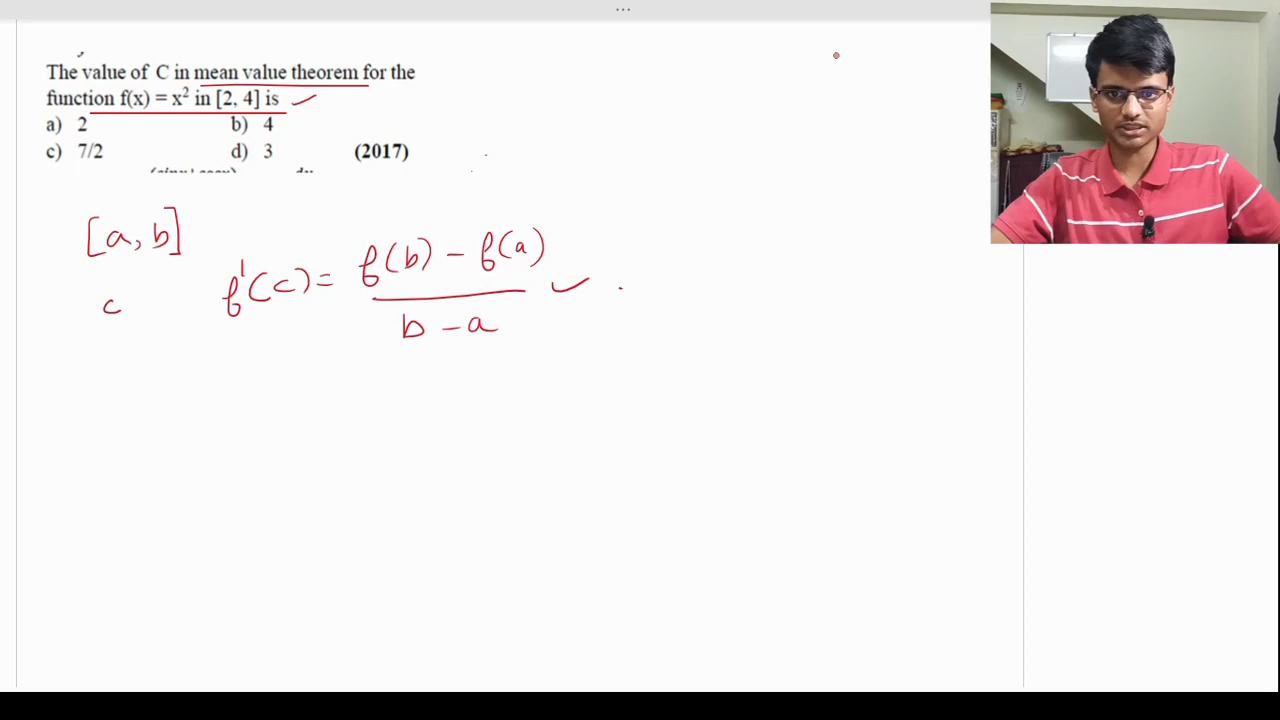 The value of C in mean value theorem for the
function f(x) = x² in [2, 4] is
a) 2 b) 4
c) 7/2 d) 3 (2017)
[a, b]
c f'(c) = f(b) - f(a)
b - a